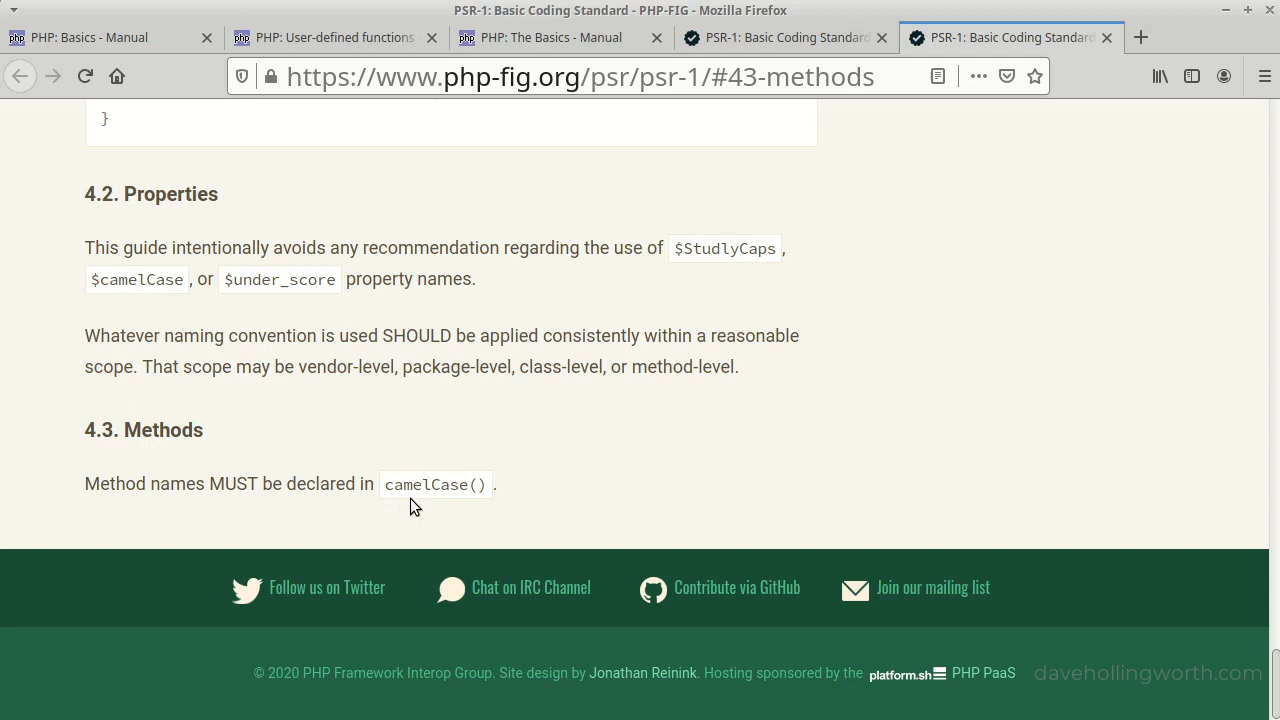 PSR-1: Basic Coding Standard - PHP-FIG - Mozilla Firefox
php PHP: Basics - Manual
php PHP: User-defined functions
php PHP: The Basics - Manual
PSR-1: Basic Coding Standard
PSR-1: Basic Coding Standard
https://www.php-fig.org/psr/psr-1/#43-methods
}
4.2. Properties
This guide intentionally avoids any recommendation regarding the use of $StudlyCaps,
$camelCase, or $under_score property names.
Whatever naming convention is used SHOULD be applied consistently within a reasonable
scope. That scope may be vendor-level, package-level, class-level, or method-level.
4.3. Methods
Method names MUST be declared in camelCase().
Follow us on Twitter
Chat on IRC Channel
Contribute via GitHub
Join our mailing list
© 2020 PHP Framework Interop Group. Site design by Jonathan Reinink. Hosting sponsored by the platform.sh PHP PaaS
davehollingworth.com